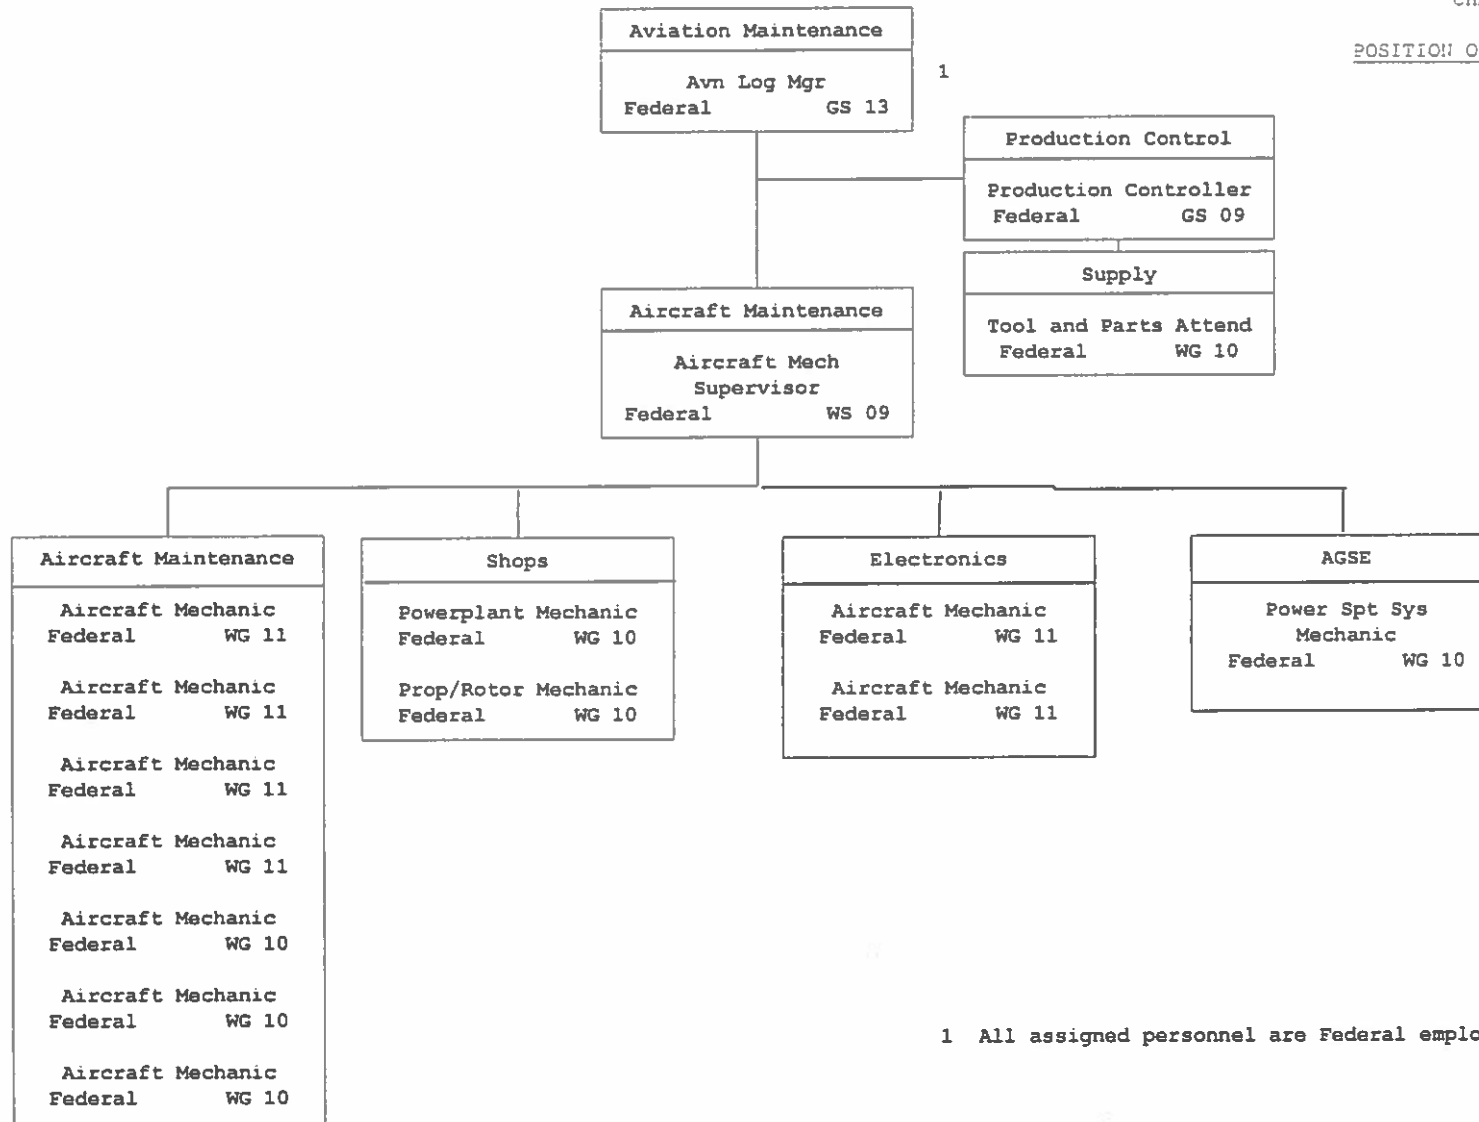 POSITION O
Aviation Maintenance
Avn Log Mgr
Federal GS 13
1
Production Control
Production Controller
Federal GS 09
Supply
Tool and Parts Attend
Federal WG 10
Aircraft Maintenance
Aircraft Mech
Supervisor
Federal WS 09
Aircraft Maintenance
Aircraft Mechanic
Federal WG 11
Aircraft Mechanic
Federal WG 11
Aircraft Mechanic
Federal WG 11
Aircraft Mechanic
Federal WG 11
Aircraft Mechanic
Federal WG 10
Aircraft Mechanic
Federal WG 10
Aircraft Mechanic
Federal WG 10
Shops
Powerplant Mechanic
Federal WG 10
Prop/Rotor Mechanic
Federal WG 10
Electronics
Aircraft Mechanic
Federal WG 11
Aircraft Mechanic
Federal WG 11
AGSE
Power Spt Sys
Mechanic
Federal WG 10
1 All assigned personnel are Federal emplo